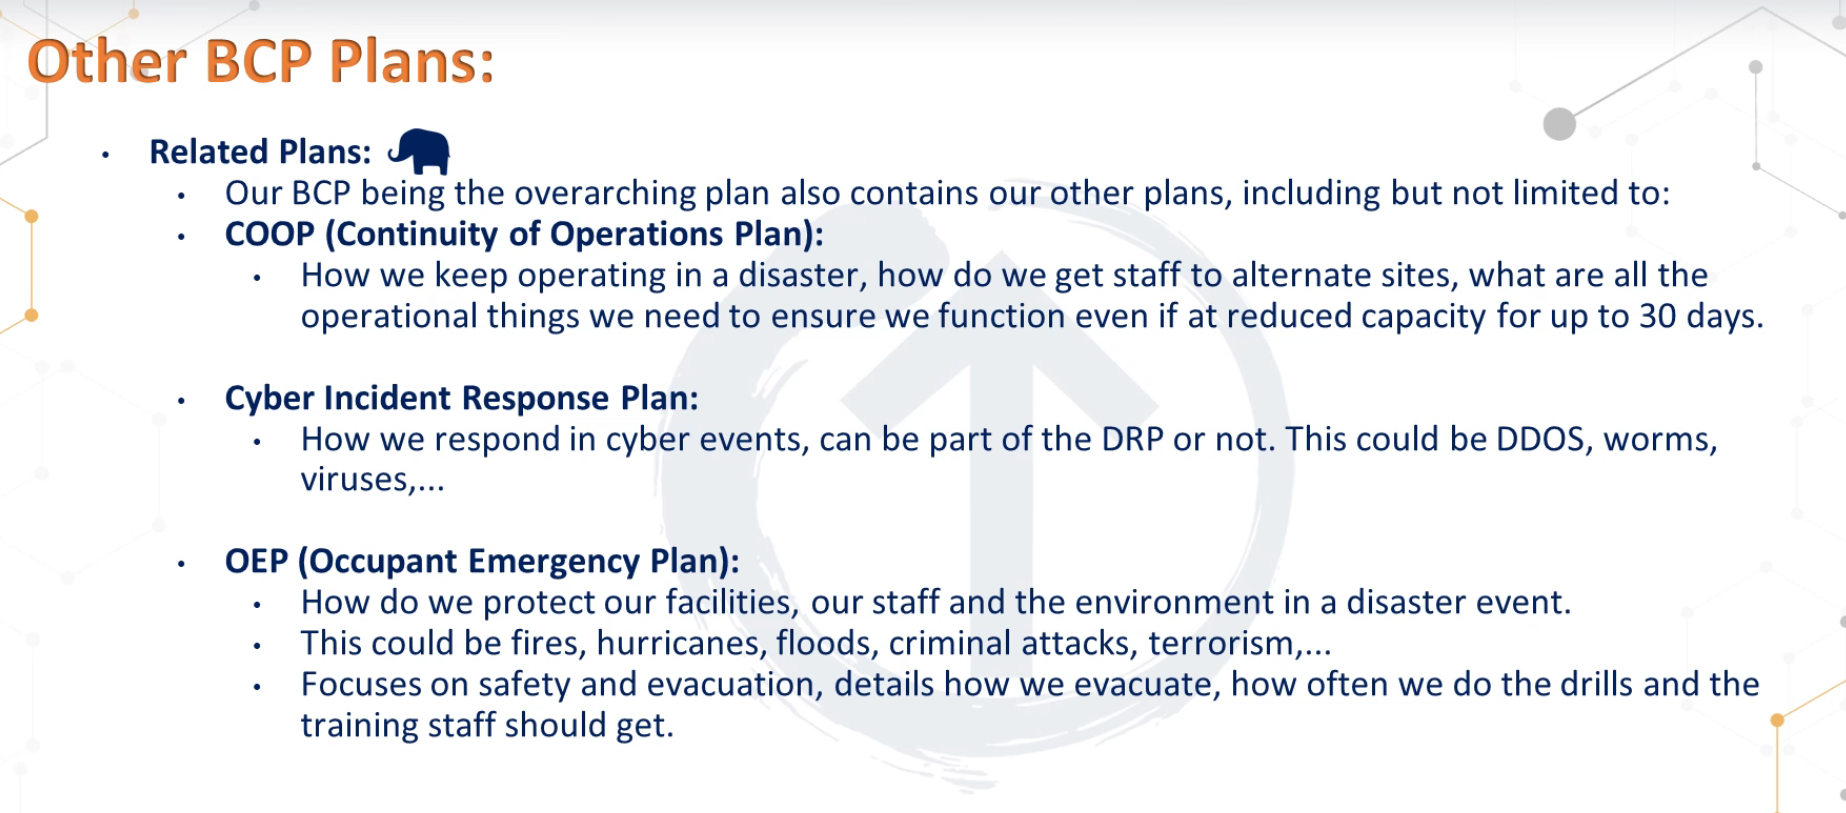 Other BCP Plans:
• Related Plans:
• Our BCP being the overarching plan also contains our other plans, including but not limited to:
• COOP (Continuity of Operations Plan):
• How we keep operating in a disaster, how do we get staff to alternate sites, what are all the
operational things we need to ensure we function even if at reduced capacity for up to 30 days.
• Cyber Incident Response Plan:
• How we respond in cyber events, can be part of the DRP or not. This could be DDOS, worms,
viruses,...
• OEP (Occupant Emergency Plan):
• How do we protect our facilities, our staff and the environment in a disaster event.
• This could be fires, hurricanes, floods, criminal attacks, terrorism,...
• Focuses on safety and evacuation, details how we evacuate, how often we do the drills and the
training staff should get.